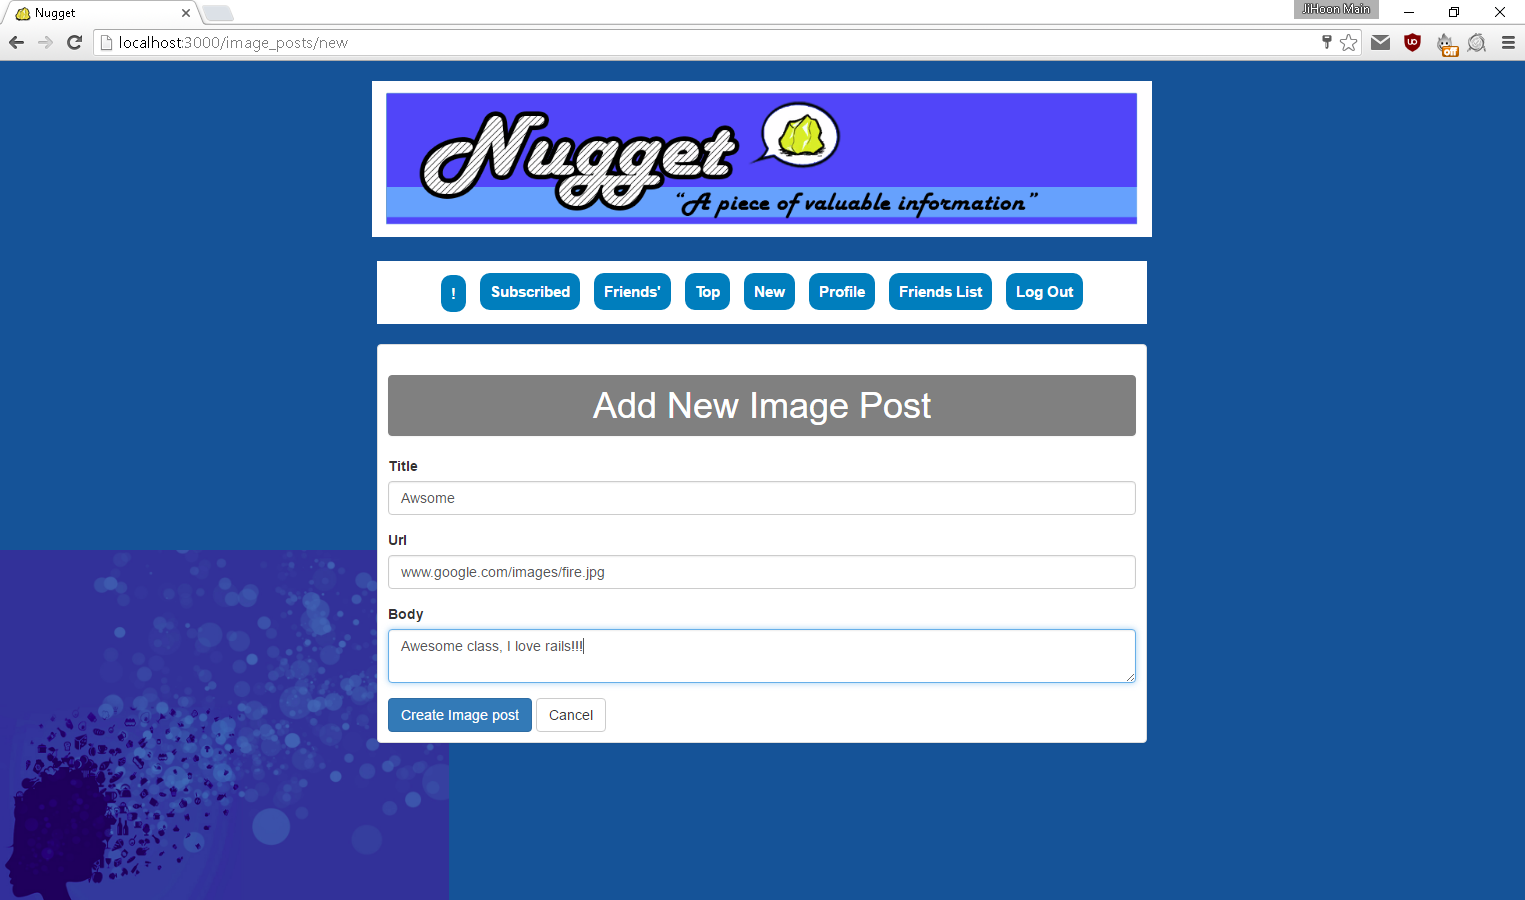 Nugget
JiHoon Main
localhost:3000/image_posts/new
uD
off
Nugget
“A piece of valuable information”
! Subscribed Friends' Top New Profile Friends List Log Out
Add New Image Post
Title
Awsome
Url
www.google.com/images/fire.jpg
Body
Awesome class, I love rails!!!
Create Image post Cancel